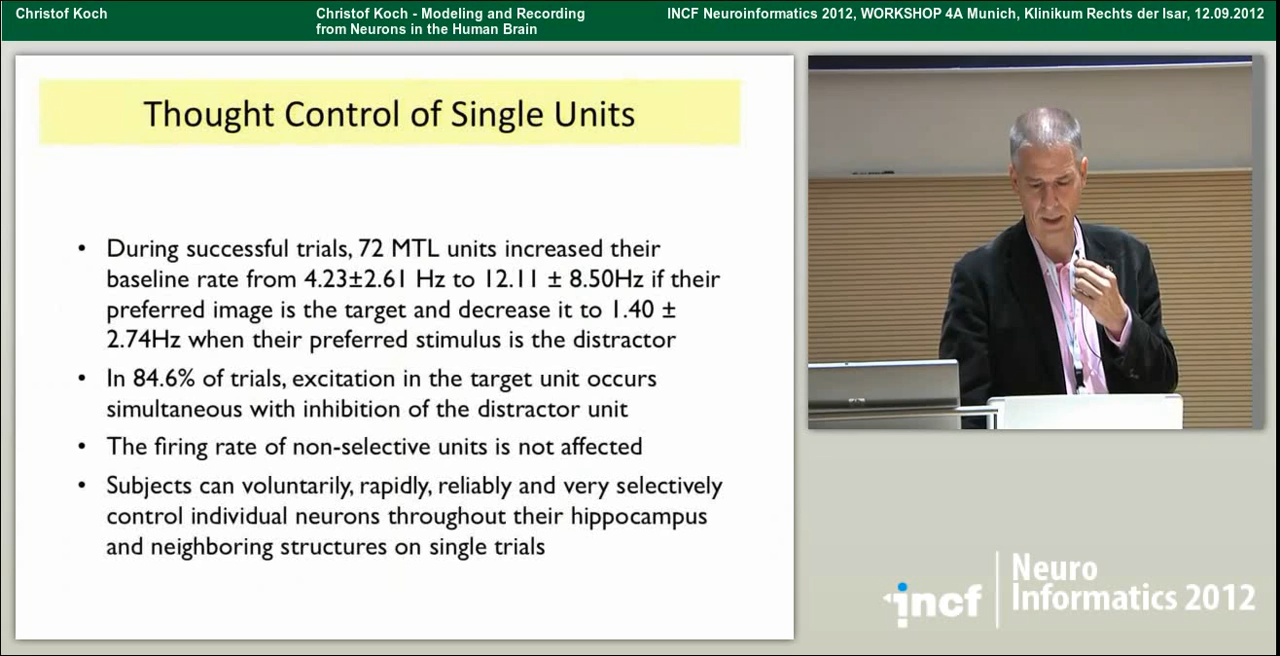 Christof Koch
Christof Koch - Modeling and Recording
from Neurons in the Human Brain
INCF Neuroinformatics 2012, WORKSHOP 4A Munich, Klinikum Rechts der Isar, 12.09.2012
Thought Control of Single Units
• During successful trials, 72 MTL units increased their
baseline rate from 4.23±2.61 Hz to 12.11 ± 8.50Hz if their
preferred image is the target and decrease it to 1.40 ±
2.74Hz when their preferred stimulus is the distractor
• In 84.6% of trials, excitation in the target unit occurs
simultaneous with inhibition of the distractor unit
• The firing rate of non-selective units is not affected
• Subjects can voluntarily, rapidly, reliably and very selectively
control individual neurons throughout their hippocampus
and neighboring structures on single trials
incf
Neuro
Informatics 2012